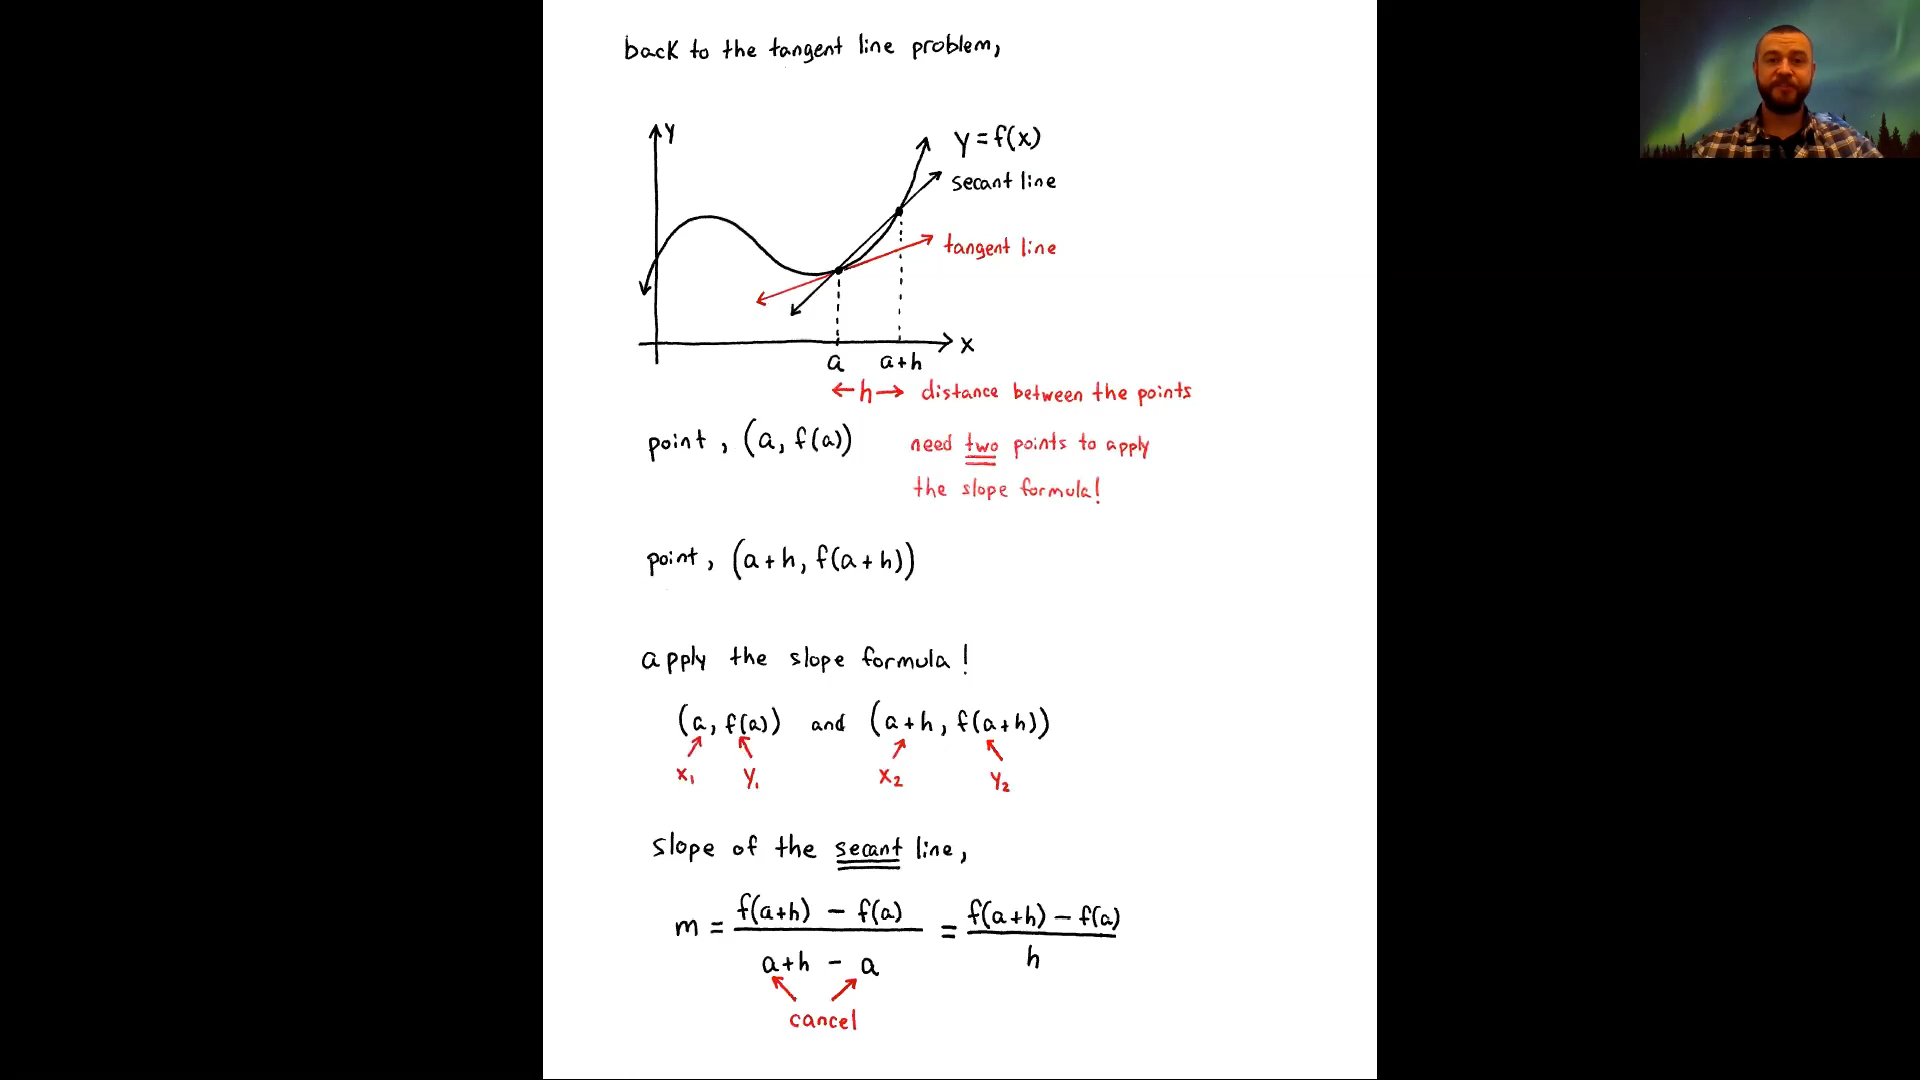 back to the tangent line problem,
y
y = f(x)
secant line
tangent line
x
a a+h
←h→ distance between the points
point, (a, f(a)) need two points to apply
the slope formula!
point, (a+h, f(a+h))
apply the slope formula!
(a, f(a)) and (a+h, f(a+h))
x₁ y₁ x₂ y₂
slope of the secant line,
m = f(a+h) - f(a) / a+h - a = f(a+h) - f(a) / h
cancel